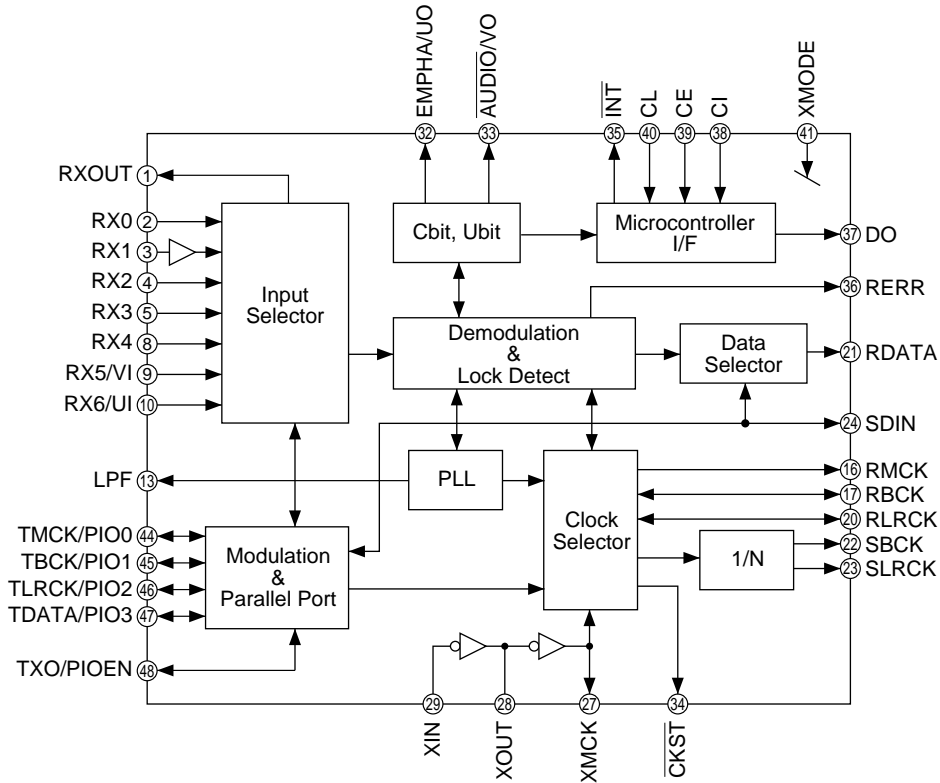 EMPHA/UO
AUDIO/VO
INT
CL
CE
CI
XMODE
32
33
35
40
39
38
41
RXOUT 1
RX0 2
RX1 3
RX2 4
RX3 5
RX4 8
RX5/VI 9
RX6/UI 10
LPF 13
TMCK/PIO0 44
TBCK/PIO1 45
TLRCK/PIO2 46
TDATA/PIO3 47
TXO/PIOEN 48
Input
Selector
Cbit, Ubit
Microcontroller
I/F
Demodulation
&
Lock Detect
Data
Selector
PLL
Clock
Selector
Modulation
&
Parallel Port
1/N
37 DO
36 RERR
21 RDATA
24 SDIN
16 RMCK
17 RBCK
20 RLRCK
22 SBCK
23 SLRCK
29
28
27
34
XIN
XOUT
XMCK
CKST